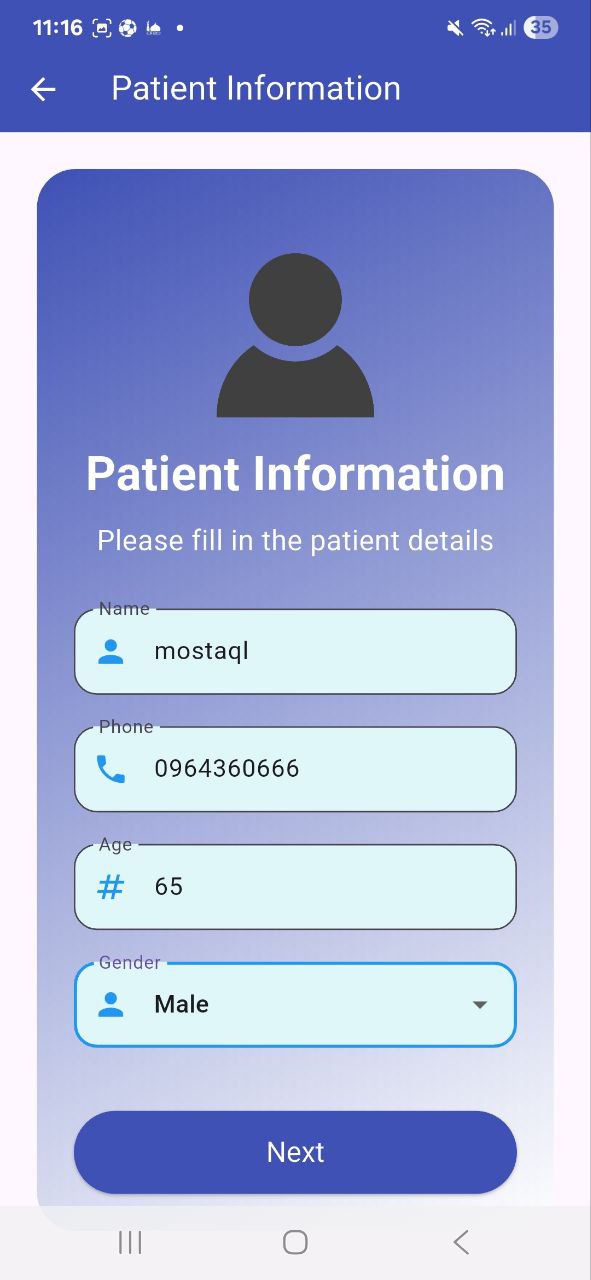 11:16
35
Patient Information
Patient Information
Please fill in the patient details
Name
mostaql
Phone
0964360666
Age
# 65
Gender
Male
Next